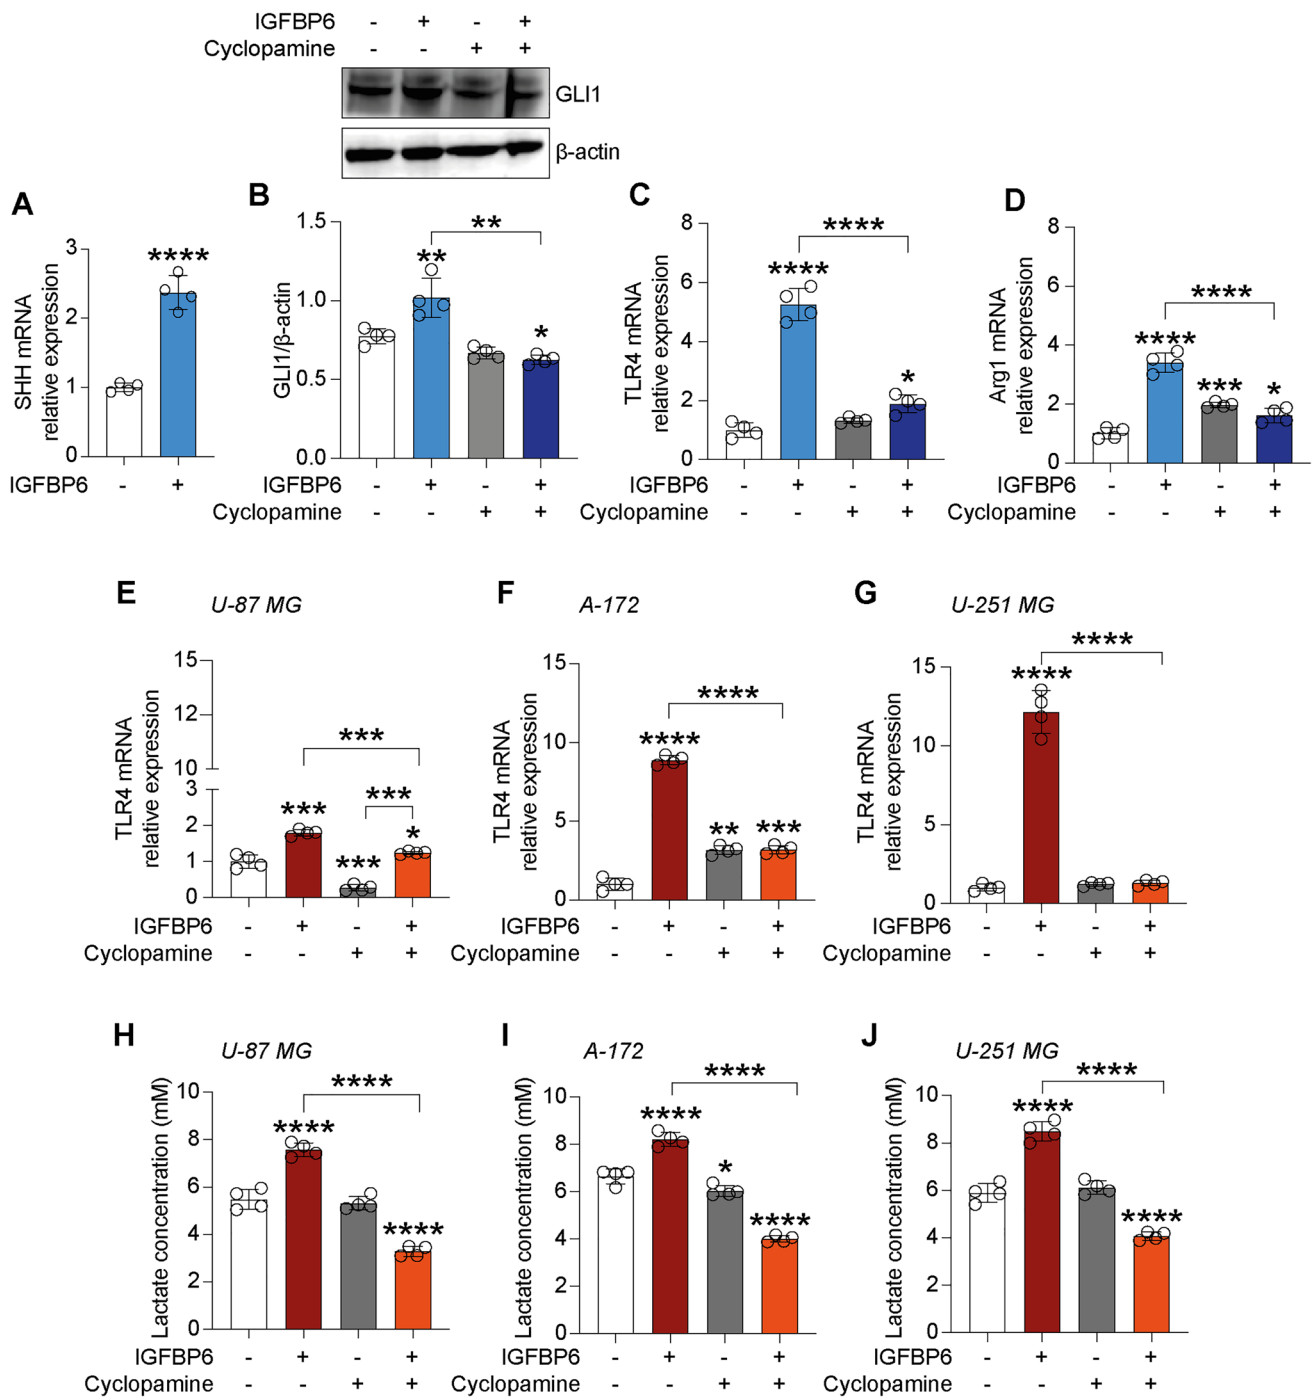 IGFBP6 - + - +
Cyclopamine - - + +
GLI1
β-actin
A
SHH mRNA
relative expression
3
2
1
0
****
IGFBP6 - +
B
GLI1/β-actin
1.5
1.0
0.5
0.0
**
**
*
IGFBP6 - + - +
Cyclopamine - - + +
C
TLR4 mRNA
relative expression
8
6
4
2
0
****
****
*
IGFBP6 - + - +
Cyclopamine - - + +
D
Arg1 mRNA
relative expression
8
6
4
2
0
****
****
***
*
IGFBP6 - + - +
Cyclopamine - - + +
E
U-87 MG
TLR4 mRNA
relative expression
15
12
10
3
2
1
0
***
***
***
***
*
IGFBP6 - + - +
Cyclopamine - - + +
F
A-172
TLR4 mRNA
relative expression
15
10
5
0
****
****
**
***
IGFBP6 - + - +
Cyclopamine - - + +
G
U-251 MG
TLR4 mRNA
relative expression
15
10
5
0
****
****
IGFBP6 - + - +
Cyclopamine - - + +
H
U-87 MG
Lactate concentration (mM)
10
8
6
4
2
0
****
****
****
IGFBP6 - + - +
Cyclopamine - - + +
I
A-172
Lactate concentration (mM)
10
8
6
4
2
0
****
****
*
****
IGFBP6 - + - +
Cyclopamine - - + +
J
U-251 MG
Lactate concentration (mM)
10
8
6
4
2
0
****
****
****
IGFBP6 - + - +
Cyclopamine - - + +